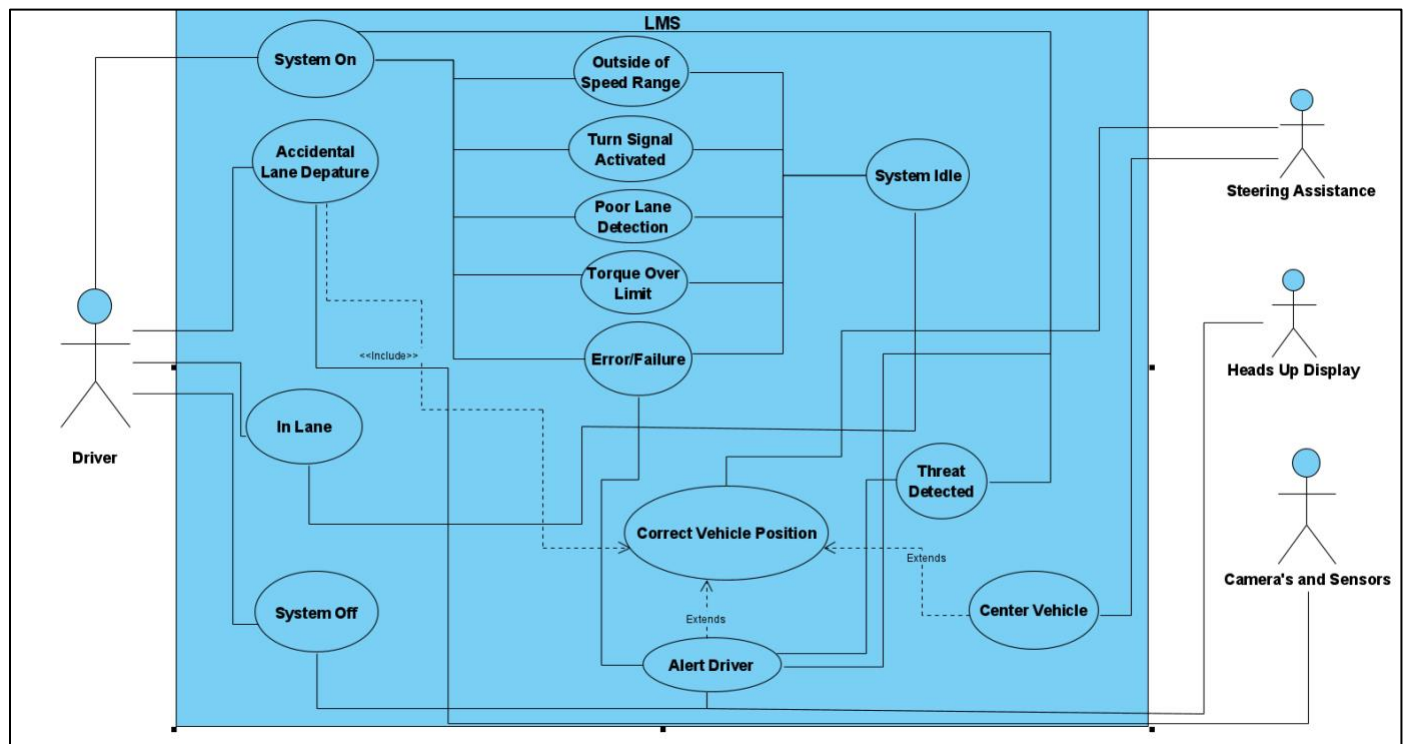 LMS
System On
Outside of
Speed Range
Accidental
Lane Depature
Turn Signal
Activated
System Idle
Steering Assistance
Poor Lane
Detection
Torque Over
Limit
<<Include>>
Error/Failure
Heads Up Display
In Lane
Driver
Threat
Detected
Correct Vehicle Position
Extends
Camera's and Sensors
System Off
Center Vehicle
Extends
Alert Driver